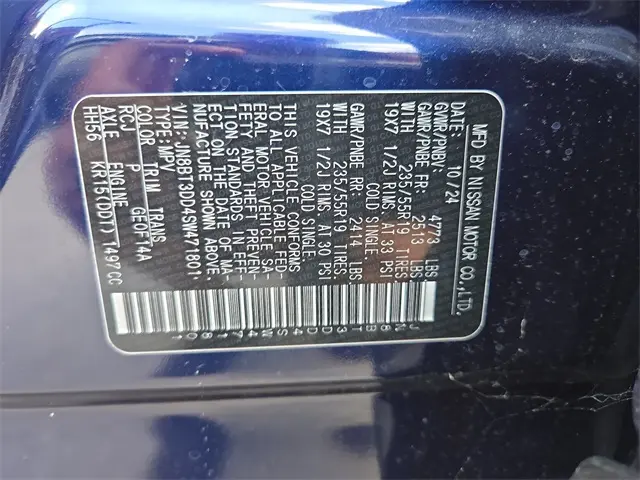 MFD BY NISSAN MOTOR CO.,LTD.
DATE: 10/24
GVWR/PNBV: 4773 LBS
GAWR/PNBE FR: 2513 LBS
WITH 235/55R19 TIRES:
19X7 1/2J RIMS. AT 33 PSI
COLD SINGLE.
GAWR/PNBE RR: 2414 LBS
WITH 235/55R19 TIRES:
19X7 1/2J RIMS. AT 30 PSI
COLD SINGLE.
THIS VEHICLE CONFORMS
TO ALL APPLICABLE FED-
ERAL MOTOR VEHICLE SA-
FETY AND THEFT PREVEN-
TION STANDARDS IN EFF-
ECT ON THE DATE OF MA-
NUFACTURE SHOWN ABOVE.
VIN: JN8BT3DD4SW471801
TYPE: MPV
COLOR TRIM TRANS
RCJ P GE0F14A
AXLE ENGINE
HH56 KR15(DDT) 1497CC
JN8BT3DD4SW471801